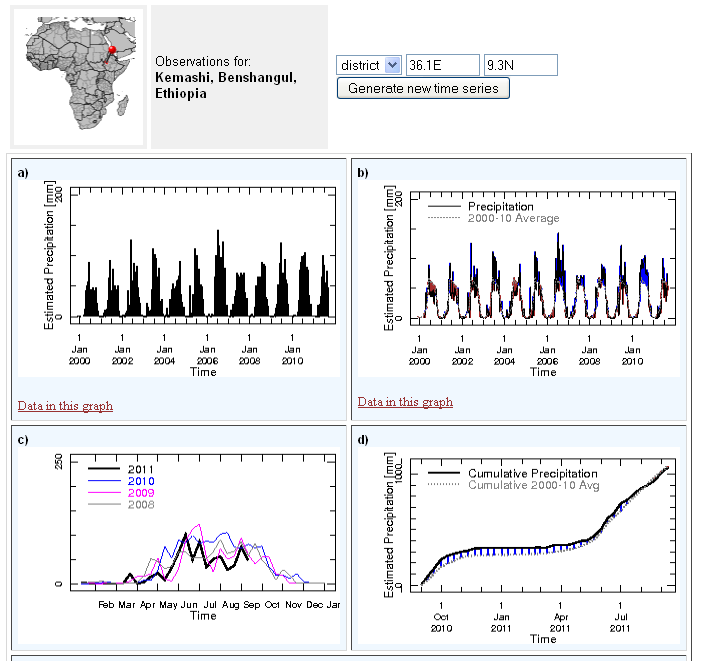 Observations for:
Kemashi, Benshangul,
Ethiopia
district
36.1E
9.3N
Generate new time series
a)
Estimated Precipitation [mm]
200
0
1 1 1 1 1 1
Jan Jan Jan Jan Jan Jan
2000 2002 2004 2006 2008 2010
Time
Data in this graph
b)
Estimated Precipitation [mm]
200
0
Precipitation
2000-10 Average
1 1 1 1 1 1
Jan Jan Jan Jan Jan Jan
2000 2002 2004 2006 2008 2010
Time
Data in this graph
c)
250
0
2011
2010
2009
2008
Feb Mar Apr May Jun Jul Aug Sep Oct Nov Dec Jan
Time
d)
Estimated Precipitation [mm]
1000
0
Cumulative Precipitation
Cumulative 2000-10 Avg
1 1 1 1
Oct Jan Apr Jul
2010 2011 2011 2011
Time